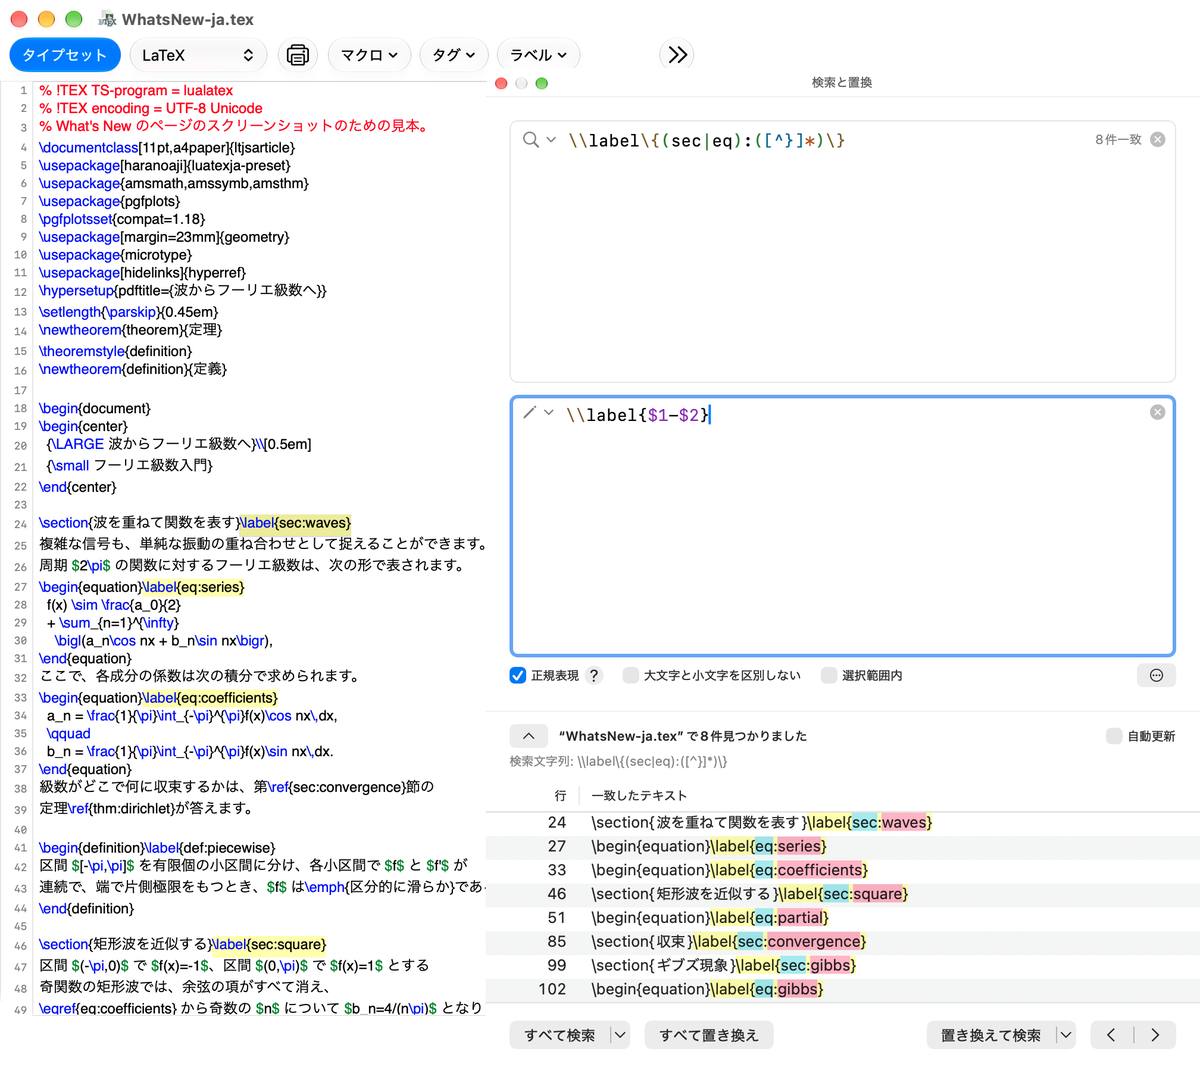 WhatsNew-ja.tex
タイプセット LaTeX マクロ タグ ラベル
1 % !TEX TS-program = lualatex
2 % !TEX encoding = UTF-8 Unicode
3 % What's New のページのスクリーンショットのための見本。
4 \documentclass[11pt,a4paper]{ltjsarticle}
5 \usepackage[haranoaji]{luatexja-preset}
6 \usepackage{amsmath,amssymb,amsthm}
7 \usepackage{pgfplots}
8 \pgfplotsset{compat=1.18}
9 \usepackage[margin=23mm]{geometry}
10 \usepackage{microtype}
11 \usepackage[hidelinks]{hyperref}
12 \hypersetup{pdftitle={波からフーリエ級数へ}}
13 \setlength{\parskip}{0.45em}
14 \newtheorem{theorem}{定理}
15 \theoremstyle{definition}
16 \newtheorem{definition}{定義}
17
18 \begin{document}
19 \begin{center}
20 {\LARGE 波からフーリエ級数へ}\\[0.5em]
21 {\small フーリエ級数入門}
22 \end{center}
23
24 \section{波を重ねて関数を表す}\label{sec:waves}
25 複雑な信号も、単純な振動の重ね合わせとして捉えることができます。
26 周期 $2\pi$ の関数に対するフーリエ級数は、次の形で表されます。
27 \begin{equation}\label{eq:series}
28 f(x) \sim \frac{a_0}{2}
29 + \sum_{n=1}^{\infty}
30 \bigl(a_n\cos nx + b_n\sin nx\bigr),
31 \end{equation}
32 ここで、各成分の係数は次の積分で求められます。
33 \begin{equation}\label{eq:coefficients}
34 a_n = \frac{1}{\pi}\int_{-\pi}^{\pi}f(x)\cos nx\,dx,
35 \qquad
36 b_n = \frac{1}{\pi}\int_{-\pi}^{\pi}f(x)\sin nx\,dx.
37 \end{equation}
38 級数がどこで何に収束するかは、第\ref{sec:convergence}節の
39 定理\ref{thm:dirichlet}が答えます。
40
41 \begin{definition}\label{def:piecewise}
42 区間 $[-\pi,\pi]$ を有限個の小区間に分け、各小区間で $f$ と $f'$ が
43 連続で、端で片側極限をもつとき、$f$ は\emph{区分的に滑らか}であ
44 \end{definition}
45
46 \section{矩形波を近似する}\label{sec:square}
47 区間 $(-\pi,0)$ で $f(x)=-1$、区間 $(0,\pi)$ で $f(x)=1$ とする
48 奇関数の矩形波では、余弦の項がすべて消え、
49 \eqref{eq:coefficients} から奇数の $n$ について $b_n=4/(n\pi)$ となり
検索と置換
\\label\{(sec|eq):([^}]*)\} 8件一致
\\label{$1-$2}
正規表現 ? 大文字と小文字を区別しない 選択範囲内
“WhatsNew-ja.tex” で 8 件見つかりました 自動更新
検索文字列: \\label\{(sec|eq):([^}]*)\}
行 一致したテキスト
24 \section{波を重ねて関数を表す}\label{sec:waves}
27 \begin{equation}\label{eq:series}
33 \begin{equation}\label{eq:coefficients}
46 \section{矩形波を近似する}\label{sec:square}
51 \begin{equation}\label{eq:partial}
85 \section{収束}\label{sec:convergence}
99 \section{ギブズ現象}\label{sec:gibbs}
102 \begin{equation}\label{eq:gibbs}
すべて検索 すべて置き換え 置き換えて検索